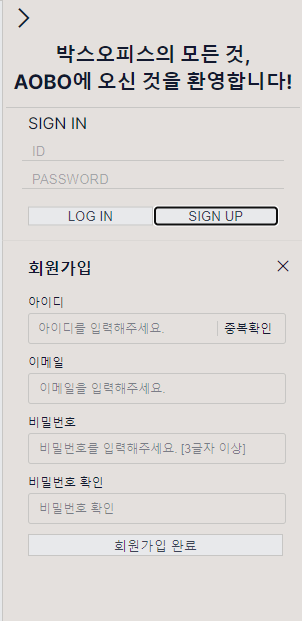 박스오피스의 모든 것,
AOBO에 오신 것을 환영합니다!
SIGN IN
ID
PASSWORD
LOG IN SIGN UP
회원가입
아이디
아이디를 입력해주세요. 중복확인
이메일
이메일을 입력해주세요.
비밀번호
비밀번호를 입력해주세요. [3글자 이상]
비밀번호 확인
비밀번호 확인
회원가입 완료